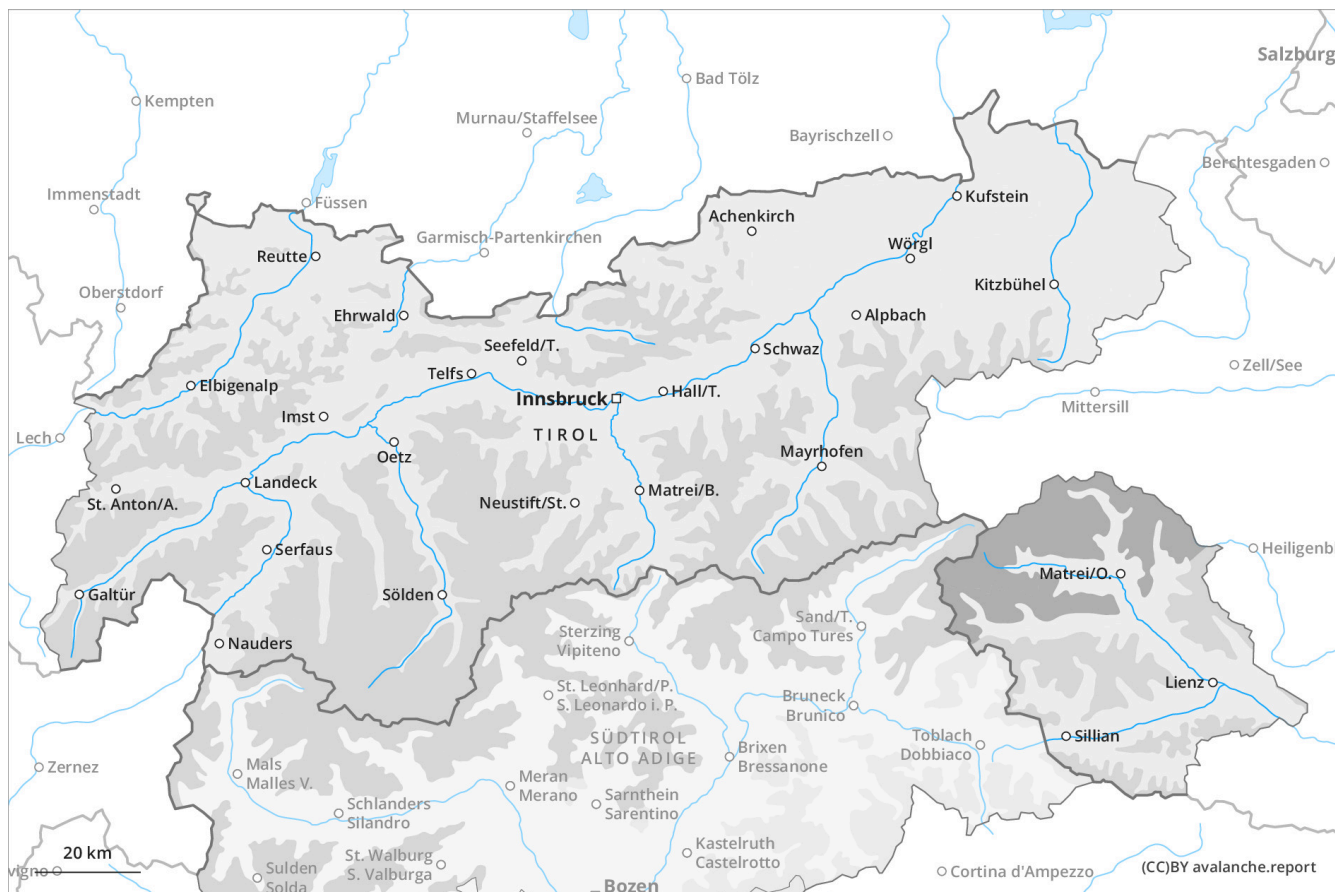 Salzburg
Bad Tölz
Kempten
Murnau/Staffelsee
Bayrischzell
Berchtesgaden
Immenstadt
Füssen
Kufstein
Achenkirch
Garmisch-Partenkirchen
Wörgl
Reutte
Kitzbühel
Oberstdorf
Ehrwald
Alpbach
Seefeld/T.
Schwaz
Zell/See
Telfs
Elbigenalp
Hall/T.
Innsbruck
Mittersill
Imst
TIROL
Lech
Oetz
Mayrhofen
Landeck
Matrei/B.
St. Anton/A.
Neustift/St.
Serfaus
Heiligenb
Matrei/O.
Galtür
Sölden
Sand/T.
Campo Tures
Sterzing
Vipiteno
Nauders
Lienz
St. Leonhard/P.
S. Leonardo i. P.
Bruneck
Brunico
SÜDTIROL
ALTO ADIGE
Toblach
Dobbiaco
Sillian
Brixen
Bressanone
Mals
Malles V.
Zernez
Meran
Merano
Sarnthein
Sarentino
Schlanders
Silandro
Kastelruth
Castelrotto
20 km
St. Walburg
S. Valburga
vigno
Sulden
Solda
Cortina d'Ampezzo
(CC)BY avalanche.report
Bozen